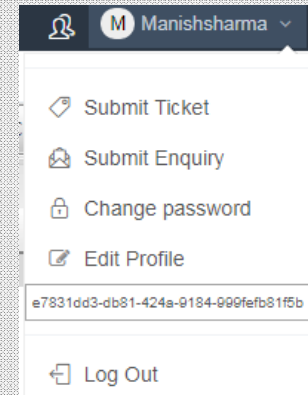 M Manishsharma
Submit Ticket
Submit Enquiry
Change password
Edit Profile
e7831dd3-db81-424a-9184-999fefb81f5b
Log Out